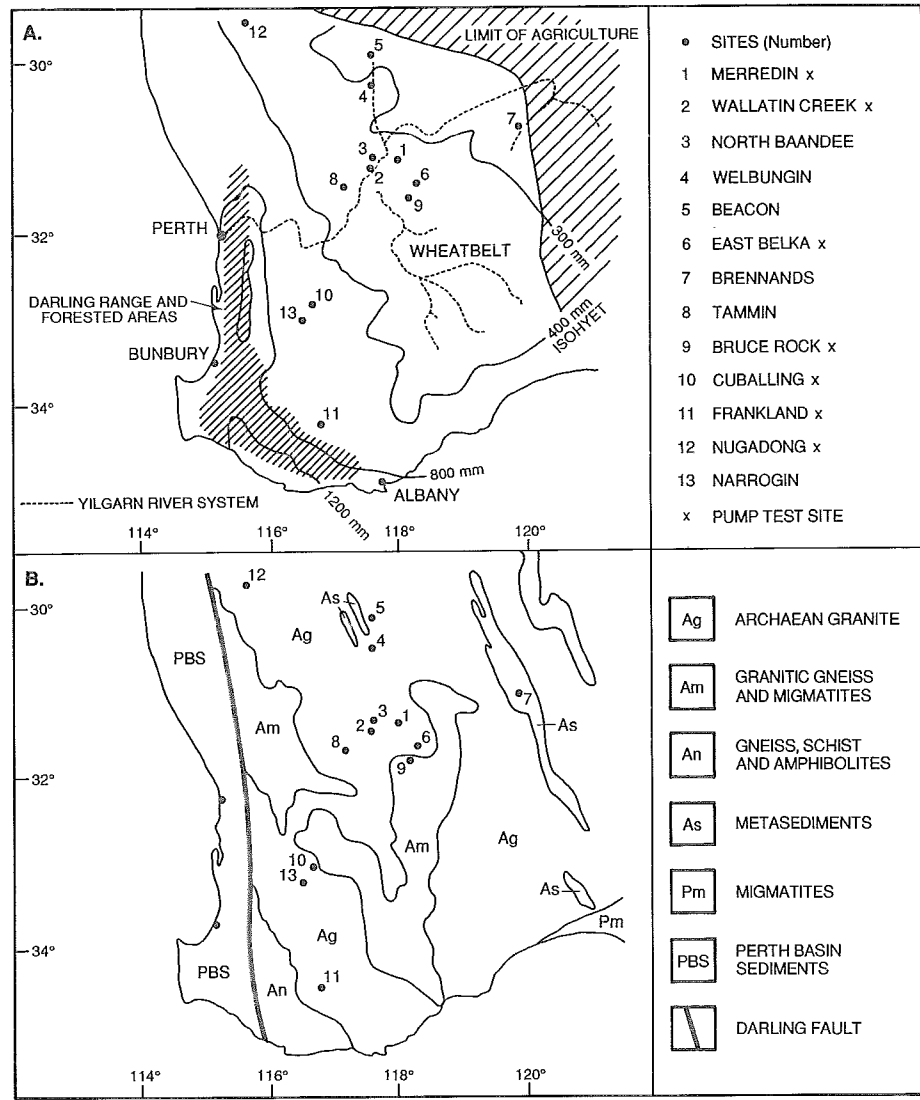 A.
12
5
LIMIT OF AGRICULTURE
30°
4
7
3
1
2
6
8
9
PERTH
32°
WHEATBELT
300 mm
DARLING RANGE AND
FORESTED AREAS
10
13
400 mm
ISOHYET
BUNBURY
34°
11
800 mm
ALBANY
YILGARN RIVER SYSTEM
1200 mm
114°
116°
118°
120°
SITES (Number)
1 MERREDIN x
2 WALLATIN CREEK x
3 NORTH BAANDEE
4 WELBUNGIN
5 BEACON
6 EAST BELKA x
7 BRENNANDS
8 TAMMIN
9 BRUCE ROCK x
10 CUBALLING x
11 FRANKLAND x
12 NUGADONG x
13 NARROGIN
x PUMP TEST SITE
B.
12
30°
As
5
Ag
4
PBS
7
3
1
Am
2
As
8
6
9
32°
Am
Ag
10
13
As
Ag
Pm
34°
PBS
11
An
114°
116°
118°
120°
Ag ARCHAEAN GRANITE
Am GRANITIC GNEISS
AND MIGMATITES
An GNEISS, SCHIST
AND AMPHIBOLITES
As METASEDIMENTS
Pm MIGMATITES
PBS PERTH BASIN
SEDIMENTS
DARLING FAULT